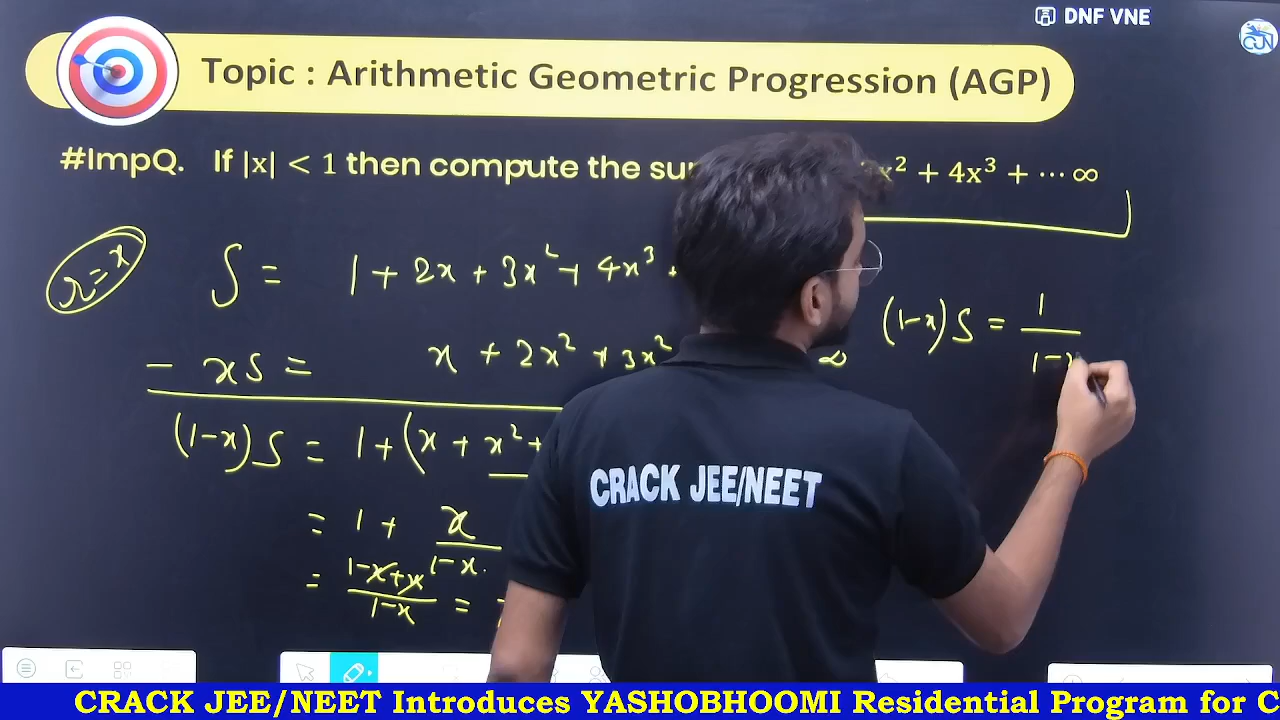 DNF VNE
GUN
Topic : Arithmetic Geometric Progression (AGP)
#ImpQ. If |x| < 1 then compute the x² + 4x³ + ⋯ ∞
r=x
S = 1 + 2x + 3x² + 4x³ +
- xS = x + 2x² + 3x² ∞
(1-x)S = 1+(x + x²+
= 1 + x/(1-x)
= (1-x+x)/(1-x) =
(1-x)S = 1/(1-x
CRACK JEE/NEET
CRACK JEE/NEET Introduces YASHOBHOOMI Residential Program for C